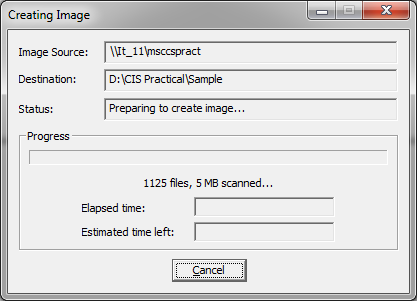 Creating Image
Image Source: \\It_11\msccspract
Destination: D:\CIS Practical\Sample
Status: Preparing to create image...
Progress
1125 files, 5 MB scanned...
Elapsed time:
Estimated time left:
Cancel